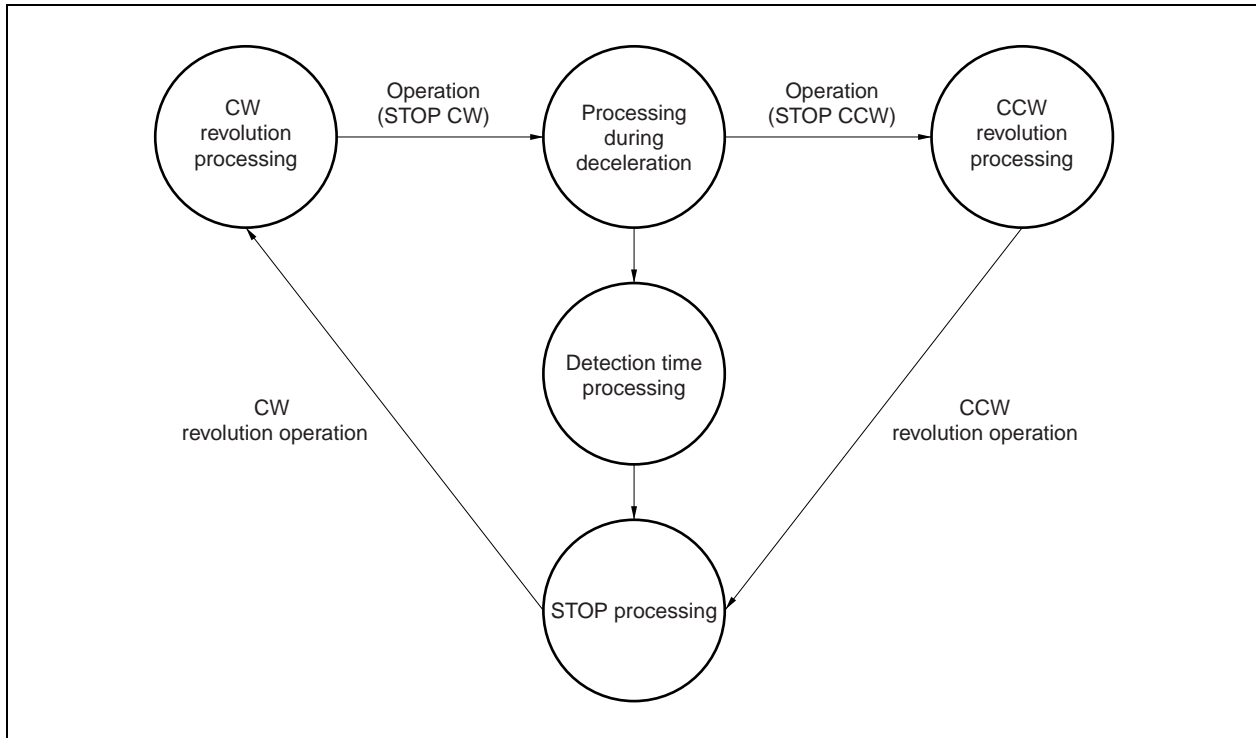 CW
revolution
processing
Operation
(STOP CW)
Processing
during
deceleration
Operation
(STOP CCW)
CCW
revolution
processing
Detection time
processing
CW
revolution operation
CCW
revolution operation
STOP processing